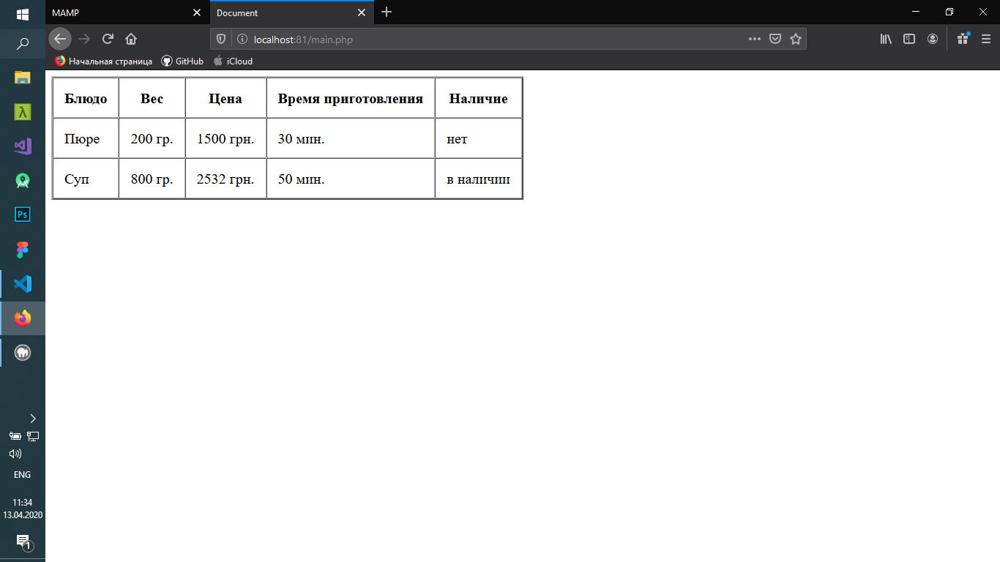 MAMP
Document
localhost:81/main.php
Начальная страница
GitHub
iCloud
Блюдо Вес Цена Время приготовления Наличие
Пюре 200 гр. 1500 грн. 30 мин. нет
Суп 800 гр. 2532 грн. 50 мин. в наличии
Ps
ENG
11:34
13.04.2020
1